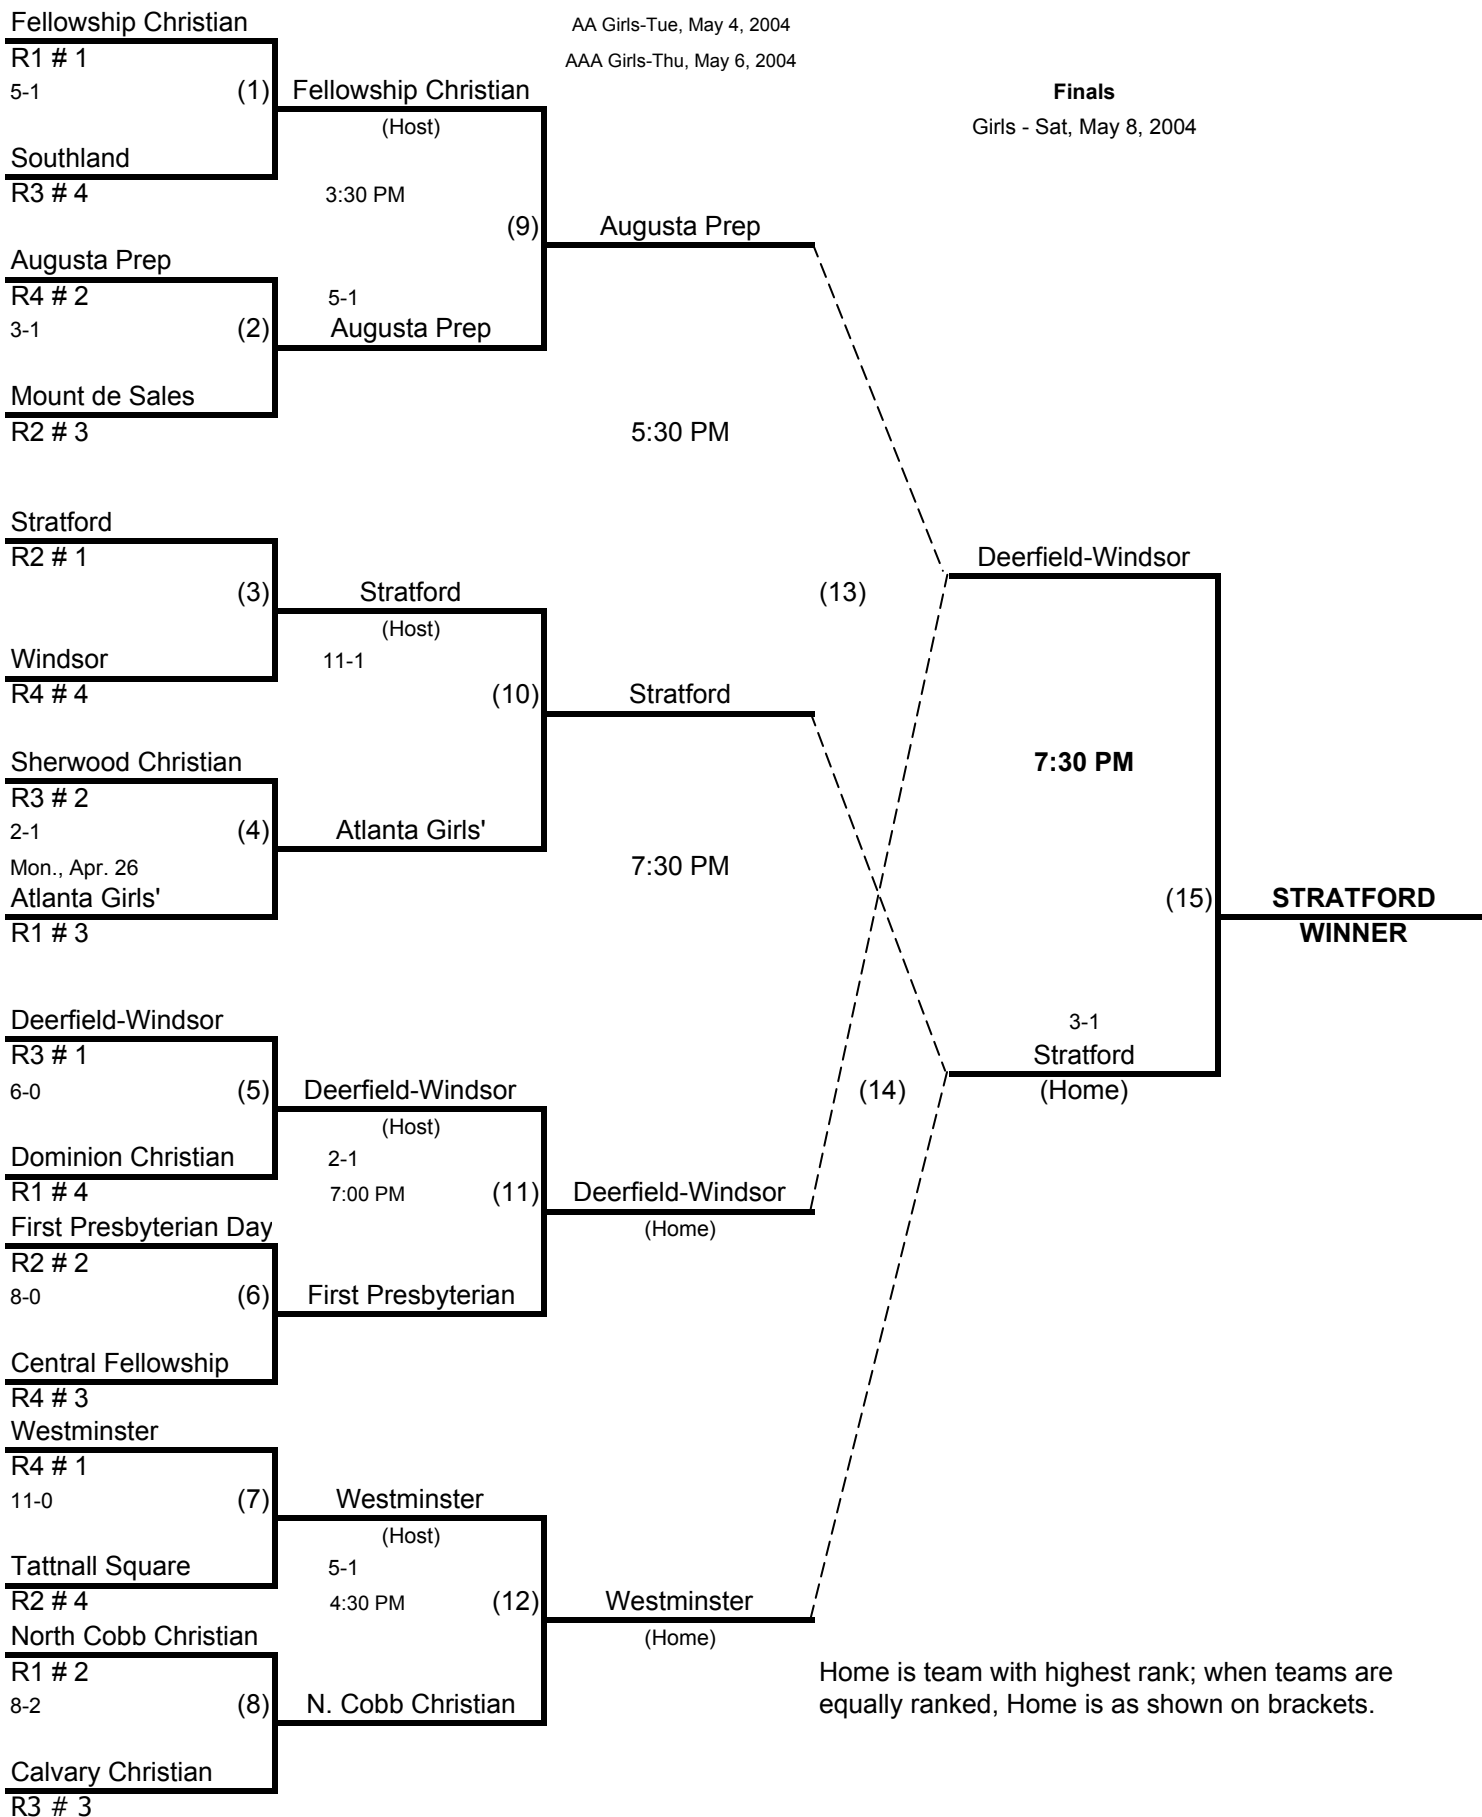 Fellowship Christian
R1 # 1
5-1
(1)
Southland
R3 # 4
Augusta Prep
R4 # 2
3-1
(2)
Mount de Sales
R2 # 3
Stratford
R2 # 1
(3)
Windsor
R4 # 4
Sherwood Christian
R3 # 2
2-1
(4)
Mon., Apr. 26
Atlanta Girls'
R1 # 3
Deerfield-Windsor
R3 # 1
6-0
(5)
Dominion Christian
R1 # 4
First Presbyterian Day
R2 # 2
8-0
(6)
Central Fellowship
R4 # 3
Westminster
R4 # 1
11-0
(7)
Tattnall Square
R2 # 4
North Cobb Christian
R1 # 2
8-2
(8)
Calvary Christian
R3 # 3
Fellowship Christian
(Host)
3:30 PM
(9)
5-1
Augusta Prep
Stratford
(Host)
11-1
(10)
Atlanta Girls'
Deerfield-Windsor
(Host)
2-1
7:00 PM
(11)
First Presbyterian
Westminster
(Host)
5-1
4:30 PM
(12)
N. Cobb Christian
AA Girls-Tue, May 4, 2004
AAA Girls-Thu, May 6, 2004
Augusta Prep
5:30 PM
(13)
Stratford
7:30 PM
Deerfield-Windsor
(Home)
(14)
Westminster
(Home)
Finals
Girls - Sat, May 8, 2004
Deerfield-Windsor
7:30 PM
(15)
3-1
Stratford
(Home)
STRATFORD
WINNER
Home is team with highest rank; when teams are
equally ranked, Home is as shown on brackets.